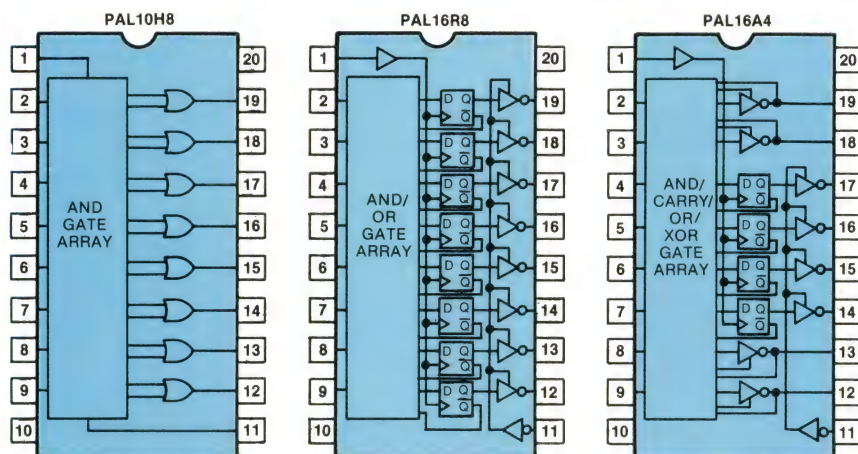 PAL10H8
1 20
2 19
3 18
4 17
AND
GATE
ARRAY
5 16
6 15
7 14
8 13
9 12
10 11
PAL16R8
1 20
2 D Q 19
Q̅
3 D Q 18
Q̅
4 D Q 17
Q̅
AND/
OR
GATE
ARRAY
5 D Q 16
Q̅
6 D Q 15
Q̅
7 D Q 14
Q̅
8 D Q 13
Q̅
9 D Q 12
Q̅
10 11
PAL16A4
1 20
2 19
3 18
4 D Q 17
Q̅
AND/
CARRY/
OR/
XOR
GATE
ARRAY
5 D Q 16
Q̅
6 D Q 15
Q̅
7 D Q 14
Q̅
8 13
9 12
10 11